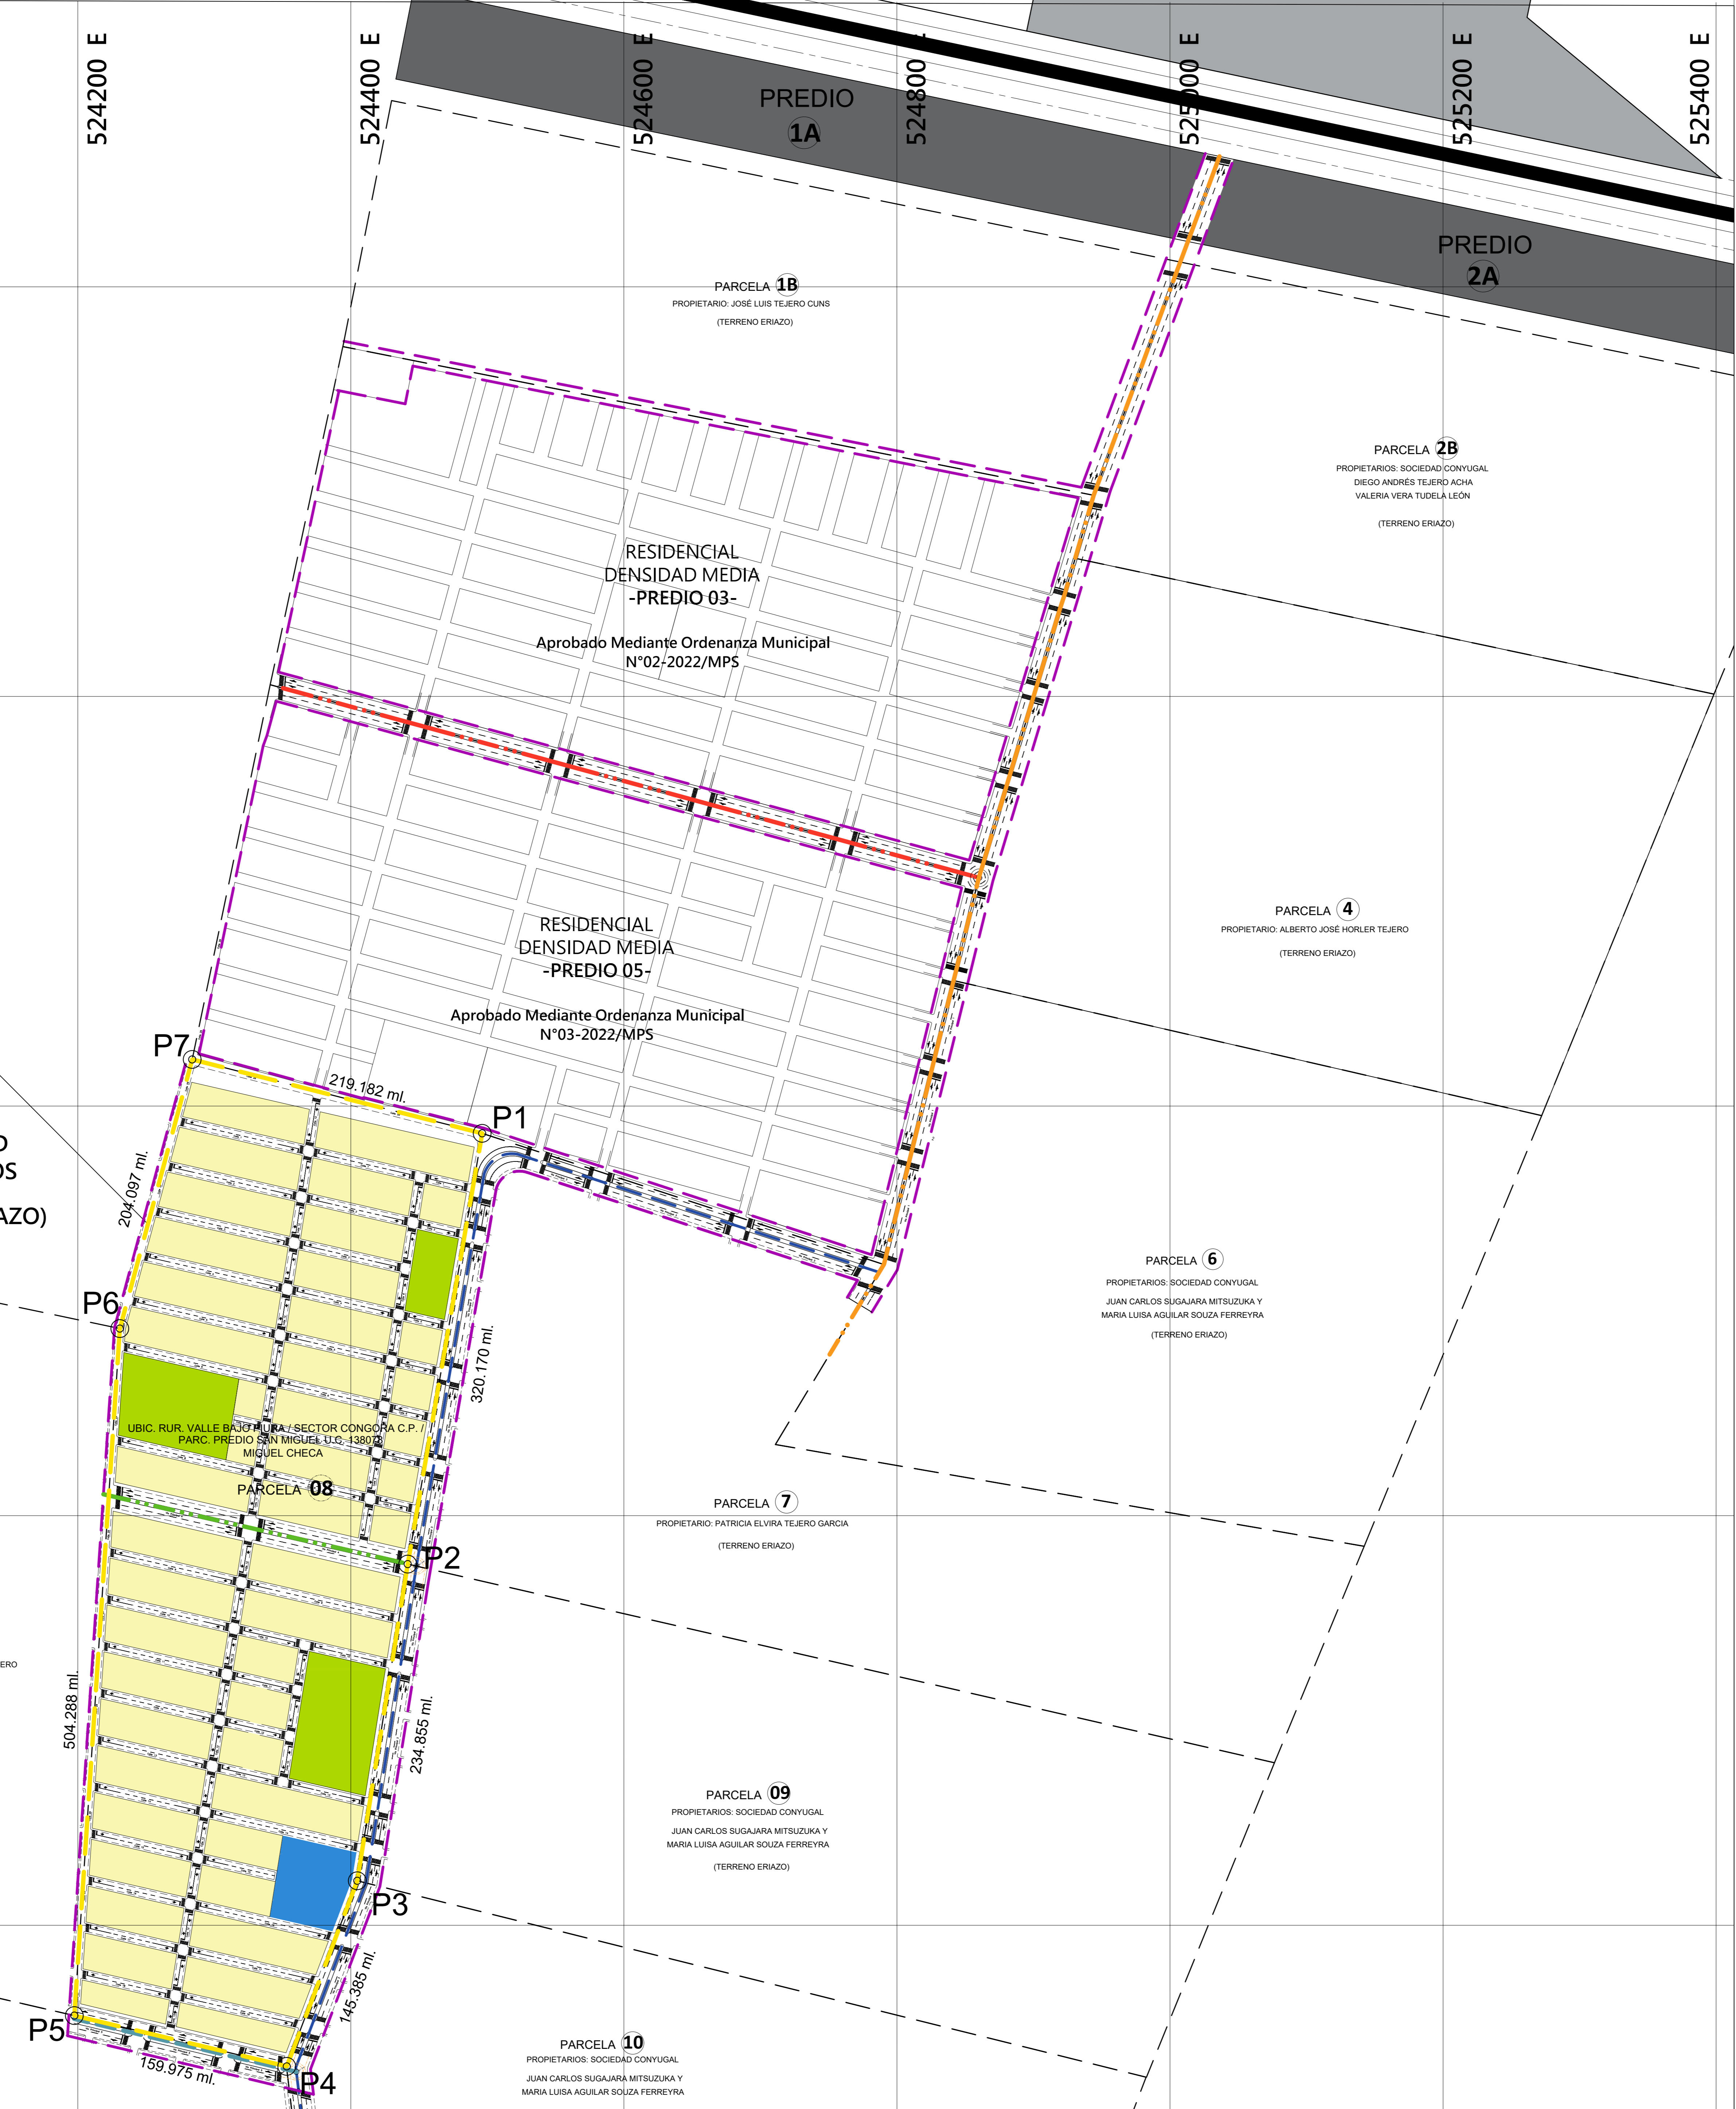 524200 E
524400 E
524600 E
524800 E
525000 E
525200 E
525400 E
PREDIO
1A
PREDIO
2A
PARCELA 1B
PROPIETARIO: JOSÉ LUIS TEJERO CUNS
(TERRENO ERIAZO)
PARCELA 2B
PROPIETARIOS: SOCIEDAD CONYUGAL
DIEGO ANDRÉS TEJERO ACHA
VALERIA VERA TUDELA LEÓN
(TERRENO ERIAZO)
RESIDENCIAL
DENSIDAD MEDIA
-PREDIO 03-
Aprobado Mediante Ordenanza Municipal
N°02-2022/MPS
PARCELA 4
PROPIETARIO: ALBERTO JOSÉ HORLER TEJERO
(TERRENO ERIAZO)
RESIDENCIAL
DENSIDAD MEDIA
-PREDIO 05-
Aprobado Mediante Ordenanza Municipal
N°03-2022/MPS
P7
219.182 ml.
P1
OS
AZO)
204.097 ml.
PARCELA 6
PROPIETARIOS: SOCIEDAD CONYUGAL
JUAN CARLOS SUGAJARA MITSUZUKA Y
MARIA LUISA AGUILAR SOUZA FERREYRA
(TERRENO ERIAZO)
P6
320.170 ml.
UBIC. RUR. VALLE BAJO PIURA / SECTOR CONGORA C.P. /
PARC. PREDIO SAN MIGUEL U.C. 138073
MIGUEL CHECA
PARCELA 08
PARCELA 7
PROPIETARIO: PATRICIA ELVIRA TEJERO GARCIA
(TERRENO ERIAZO)
P2
ERO
504.288 ml.
234.855 ml.
PARCELA 09
PROPIETARIOS: SOCIEDAD CONYUGAL
JUAN CARLOS SUGAJARA MITSUZUKA Y
MARIA LUISA AGUILAR SOUZA FERREYRA
(TERRENO ERIAZO)
P3
145.385 ml.
P5
159.975 ml.
P4
PARCELA 10
PROPIETARIOS: SOCIEDAD CONYUGAL
JUAN CARLOS SUGAJARA MITSUZUKA Y
MARIA LUISA AGUILAR SOUZA FERREYRA